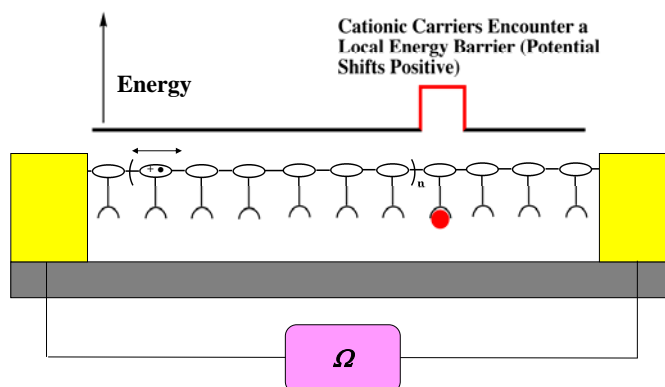 Cationic Carriers Encounter a
Local Energy Barrier (Potential
Shifts Positive)
Energy
+ •
n
Ω